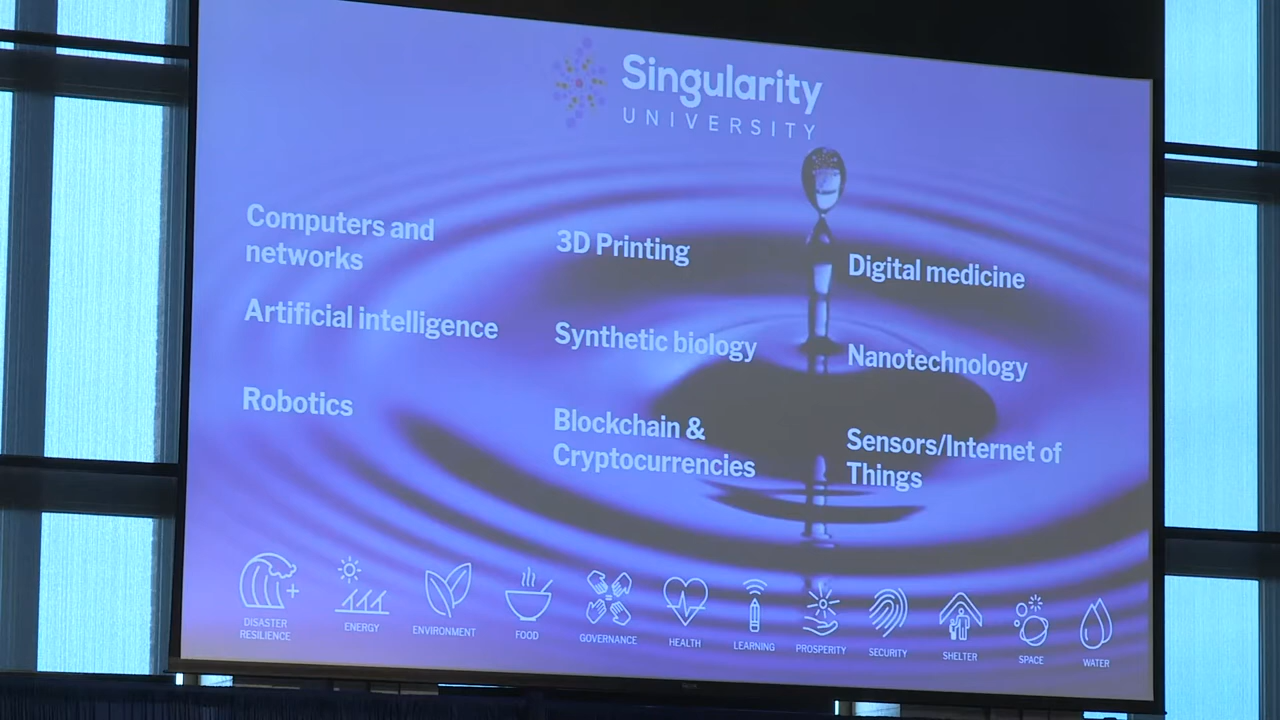 Singularity
UNIVERSITY
Computers and
networks
Artificial intelligence
Robotics
3D Printing
Synthetic biology
Blockchain &
Cryptocurrencies
Digital medicine
Nanotechnology
Sensors/Internet of
Things
DISASTER
RESILIENCE
ENERGY
ENVIRONMENT
FOOD
GOVERNANCE
HEALTH
LEARNING
PROSPERITY
SECURITY
SHELTER
SPACE
WATER